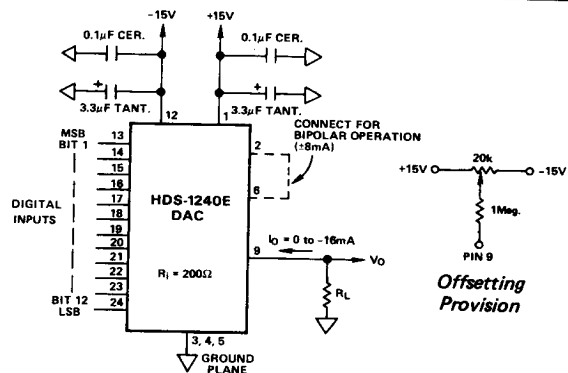 -15V
+15V
0.1µF CER.
0.1µF CER.
+
+
3.3µF TANT.
3.3µF TANT.
12
1
CONNECT FOR
BIPOLAR OPERATION
(±8mA)
MSB
BIT 1
13
14
15
16
17
18
19
20
21
22
23
24
DIGITAL
INPUTS
BIT 12
LSB
HDS-1240E
DAC
Ri = 200Ω
2
6
9
IO = 0 to -16mA
VO
RL
3, 4, 5
GROUND
PLANE
20k
+15V
-15V
1Meg.
PIN 9
Offsetting
Provision